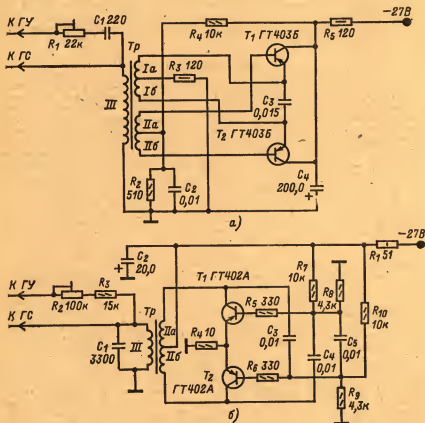 К ГУ
R1 22к
C1 220
R4 10к
-27В
R5 120
К ГС
Тр
T1 ГТ403Б
Iа
R3 120
Iб
III
C3 0,015
IIа
IIб
T2 ГТ403Б
C4 200,0
R2 510
C2 0,01
+
а)
-27В
R1 51
C2 20,0
+
К ГУ
R2 100к
R3 15к
Тр
T1 ГТ402А
R7 10к
R8 4,3к
R10 10к
К ГС
IIа
R5 330
R4 10
C3 0,01
C5 0,01
III
IIб
C1 3300
T2
R6 330
C4 0,01
ГТ402А
R9 4,3к
б)